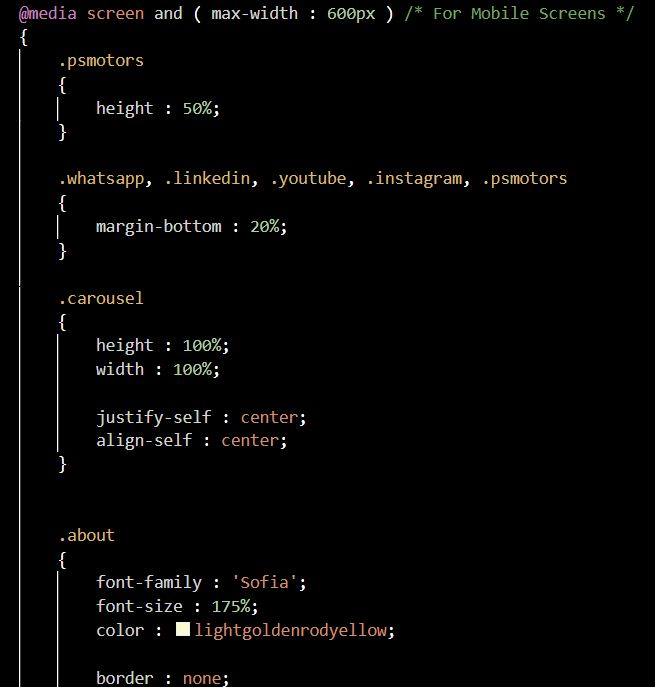 @media screen and ( max-width : 600px ) /* For Mobile Screens */
{
.psmotors
{
height : 50%;
}
.whatsapp, .linkedin, .youtube, .instagram, .psmotors
{
margin-bottom : 20%;
}
.carousel
{
height : 100%;
width : 100%;
justify-self : center;
align-self : center;
}
.about
{
font-family : 'Sofia';
font-size : 175%;
color : lightgoldenrodyellow;
border : none;